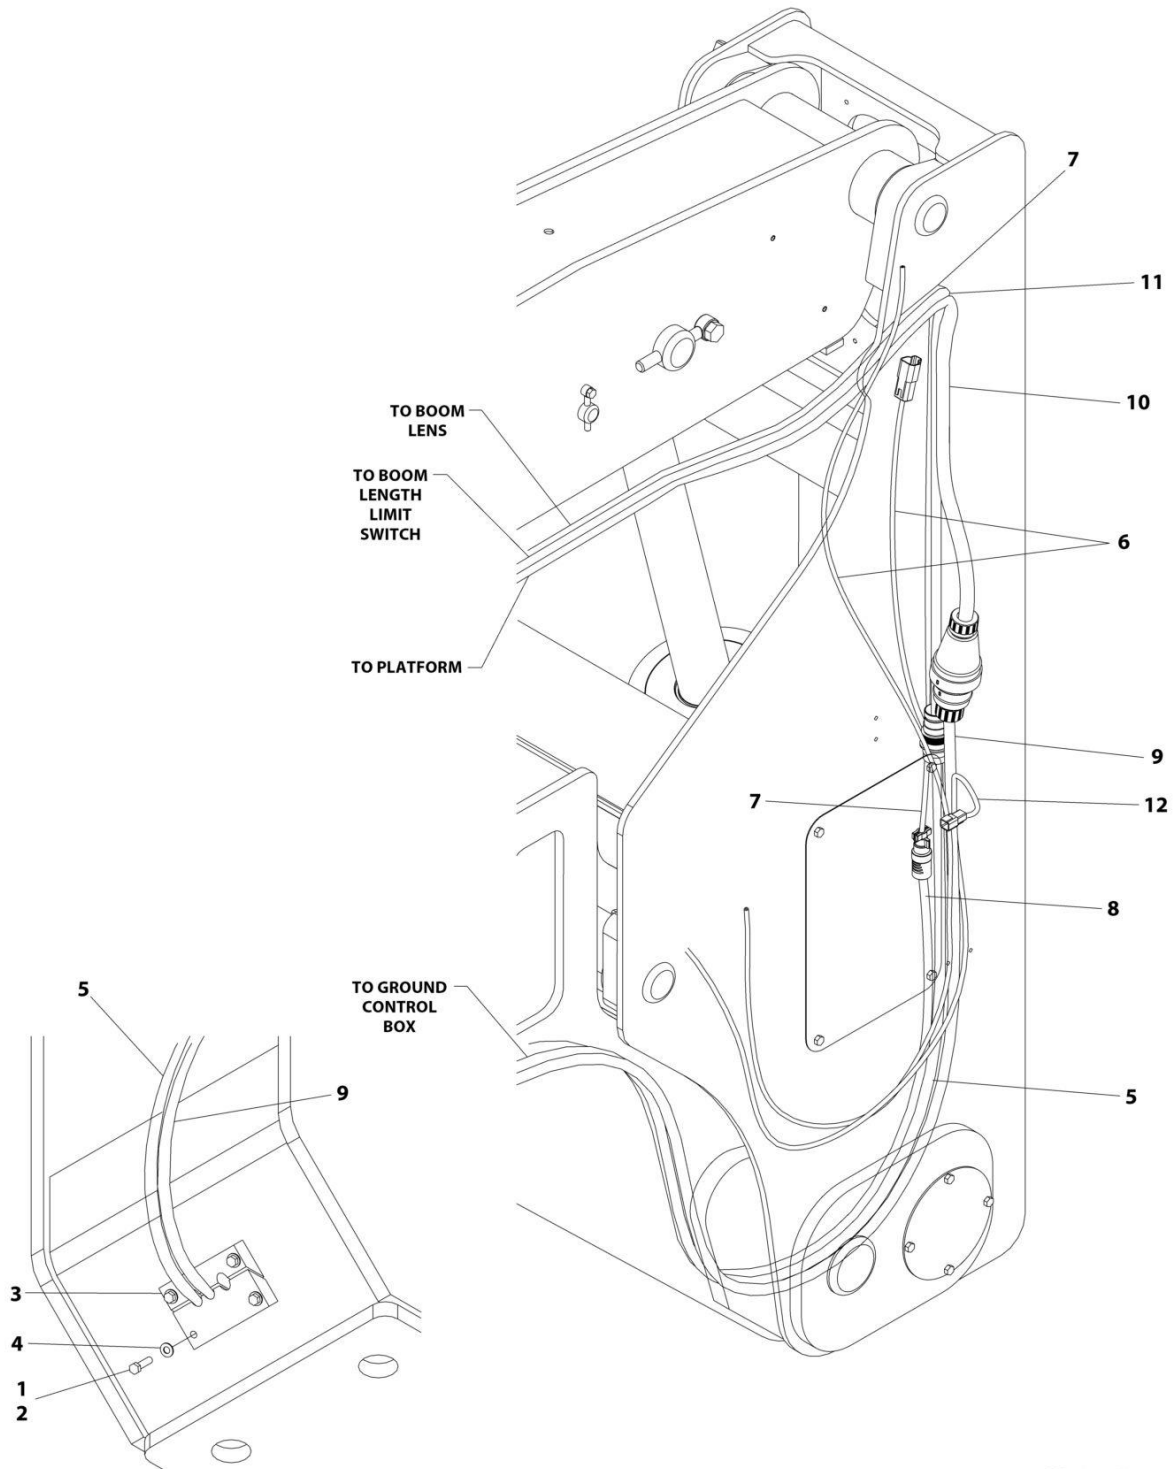 7
11
10
TO BOOM
LENS
TO BOOM
LENGTH
LIMIT
SWITCH
6
TO PLATFORM
9
7
12
8
TO GROUND
CONTROL
BOX
5
9
5
3
4
1
2